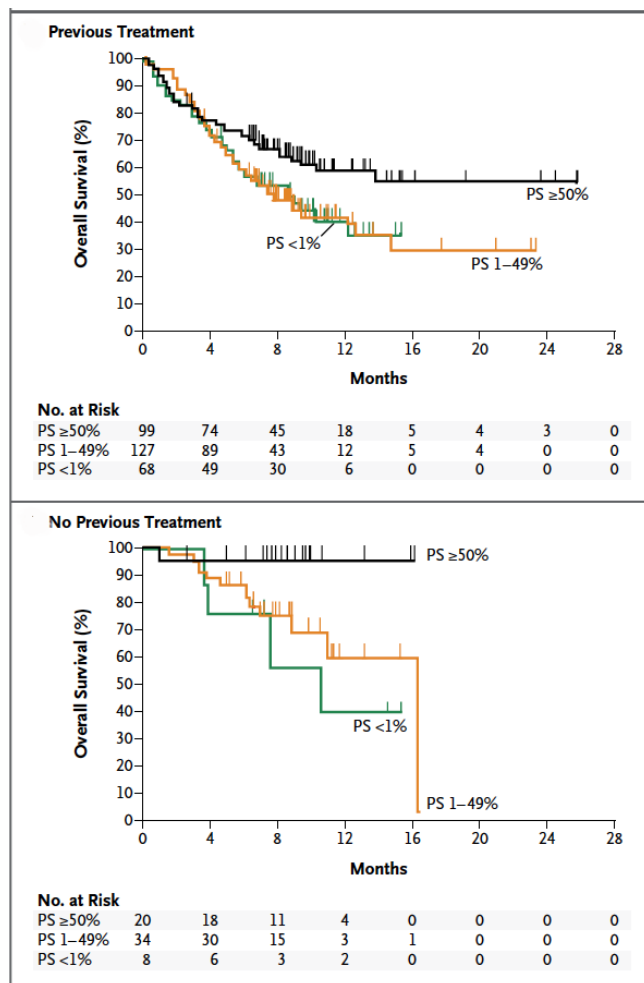 Previous Treatment
Overall Survival (%)
100
90
80
70
60
50
40
30
20
10
0
PS ≥50%
PS <1%
PS 1–49%
0 4 8 12 16 20 24 28
Months
No. at Risk
PS ≥50% 99 74 45 18 5 4 3 0
PS 1–49% 127 89 43 12 5 4 0 0
PS <1% 68 49 30 6 0 0 0 0
No Previous Treatment
Overall Survival (%)
100
90
80
70
60
50
40
30
20
10
0
PS ≥50%
PS <1%
PS 1–49%
0 4 8 12 16 20 24 28
Months
No. at Risk
PS ≥50% 20 18 11 4 0 0 0 0
PS 1–49% 34 30 15 3 1 0 0 0
PS <1% 8 6 3 2 0 0 0 0